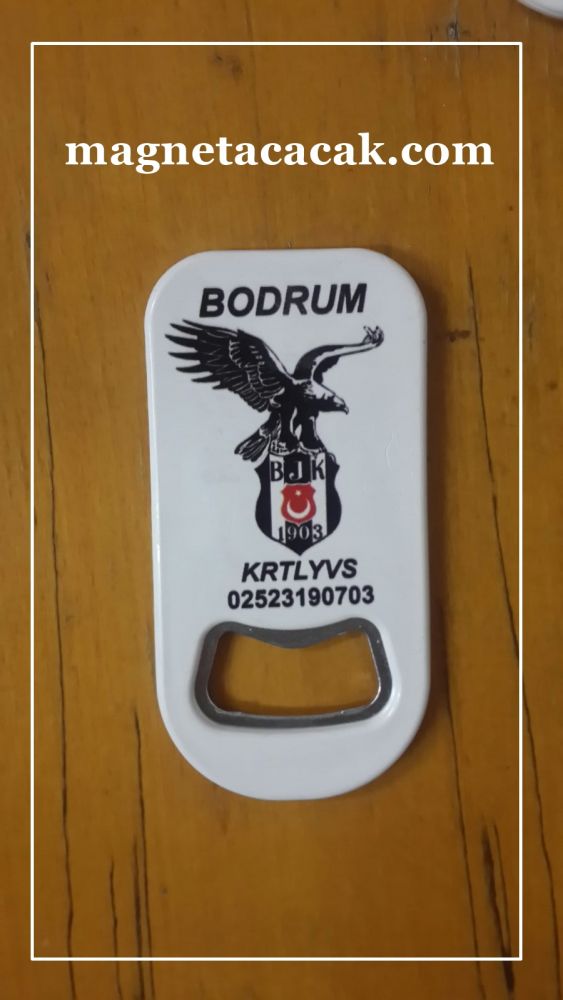 magnetacacak.com
BODRUM
BJK
1903
KRTLYVS
02523190703